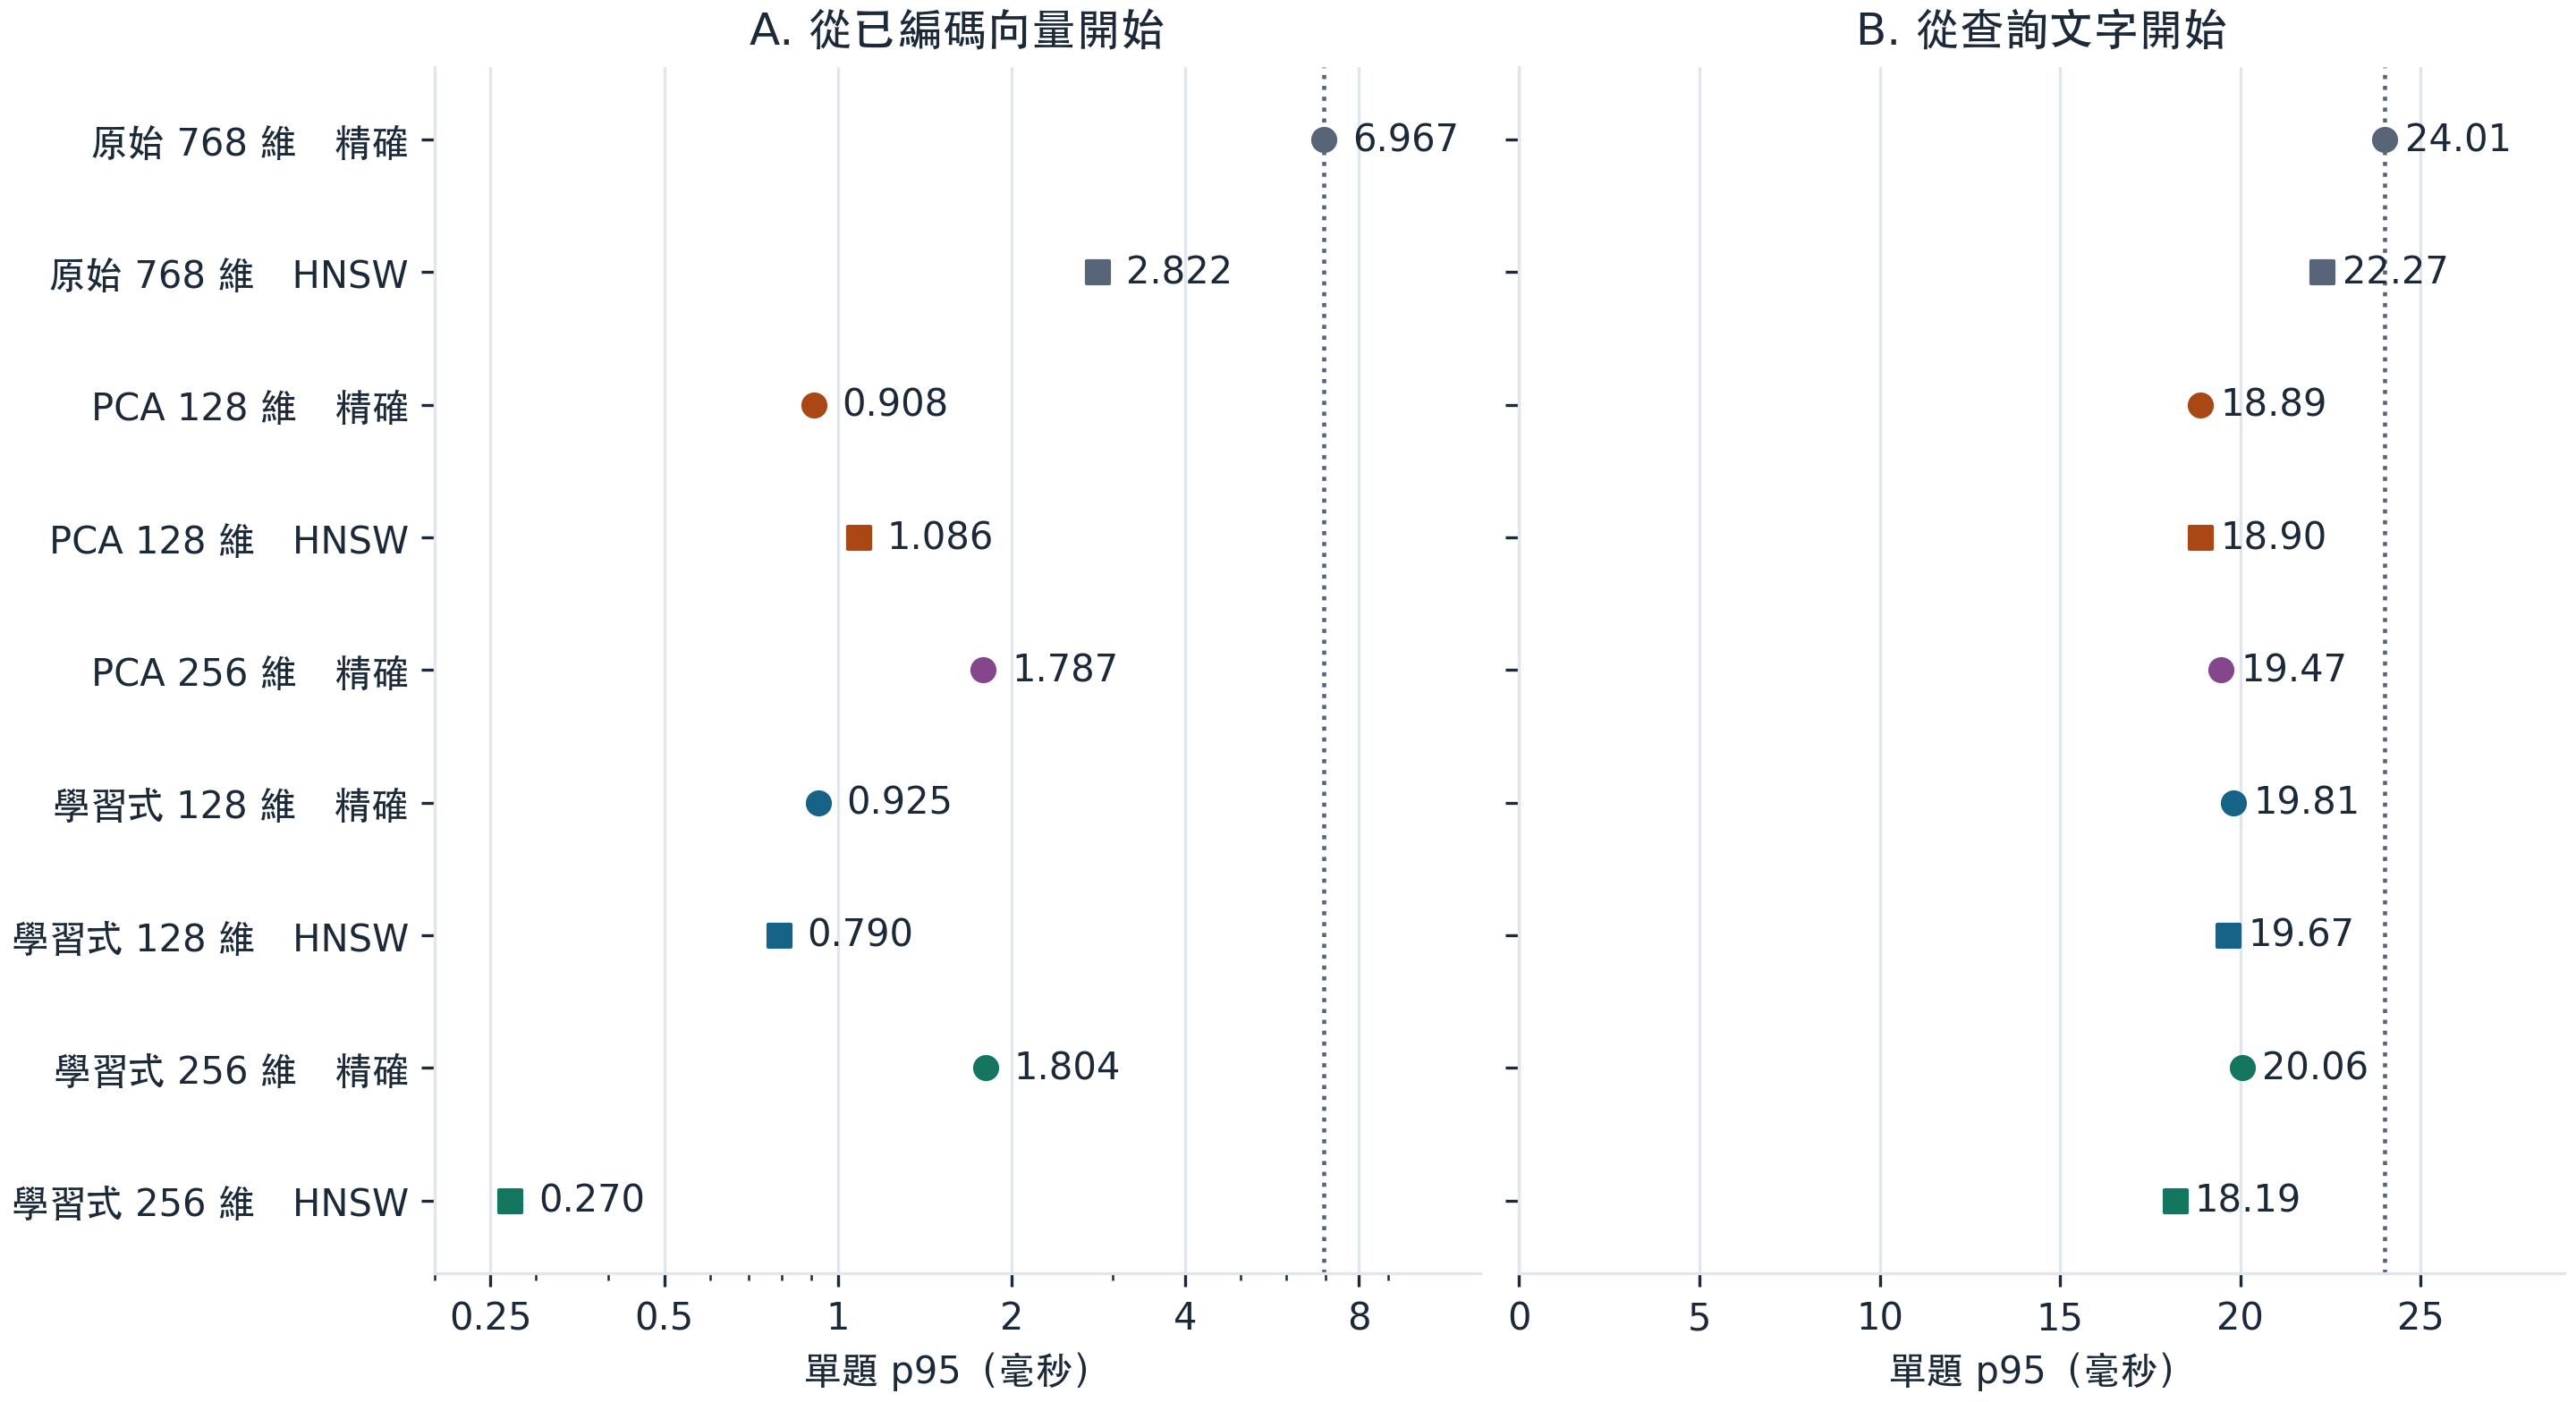 A. 從已編碼向量開始
B. 從查詢文字開始
原始 768 維　精確
6.967
24.01
原始 768 維　HNSW
2.822
22.27
PCA 128 維　精確
0.908
18.89
PCA 128 維　HNSW
1.086
18.90
PCA 256 維　精確
1.787
19.47
學習式 128 維　精確
0.925
19.81
學習式 128 維　HNSW
0.790
19.67
學習式 256 維　精確
1.804
20.06
學習式 256 維　HNSW
0.270
18.19
0.25 0.5 1 2 4 8
0 5 10 15 20 25
單題 p95（毫秒）
單題 p95（毫秒）